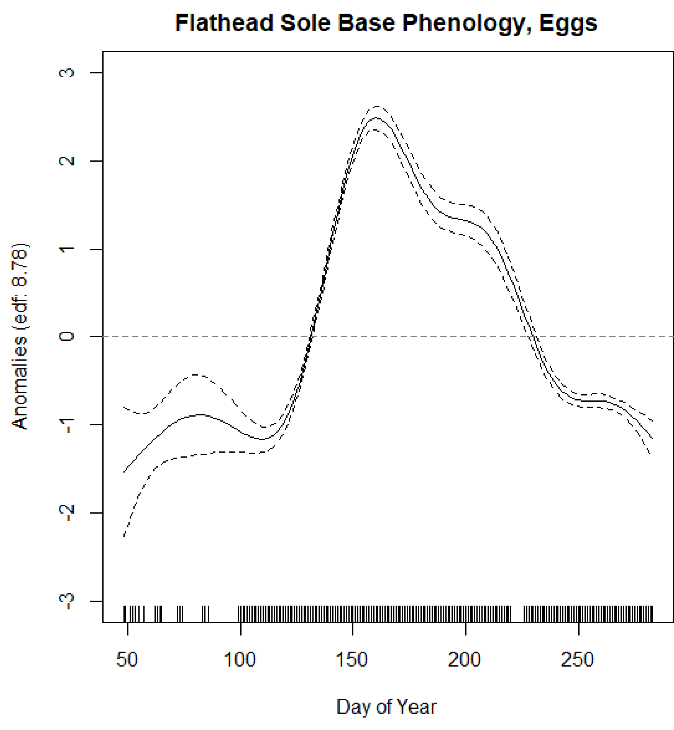 Flathead Sole Base Phenology, Eggs
Anomalies (edf: 8.78)
3
2
1
0
-1
-2
-3
50 100 150 200 250
Day of Year